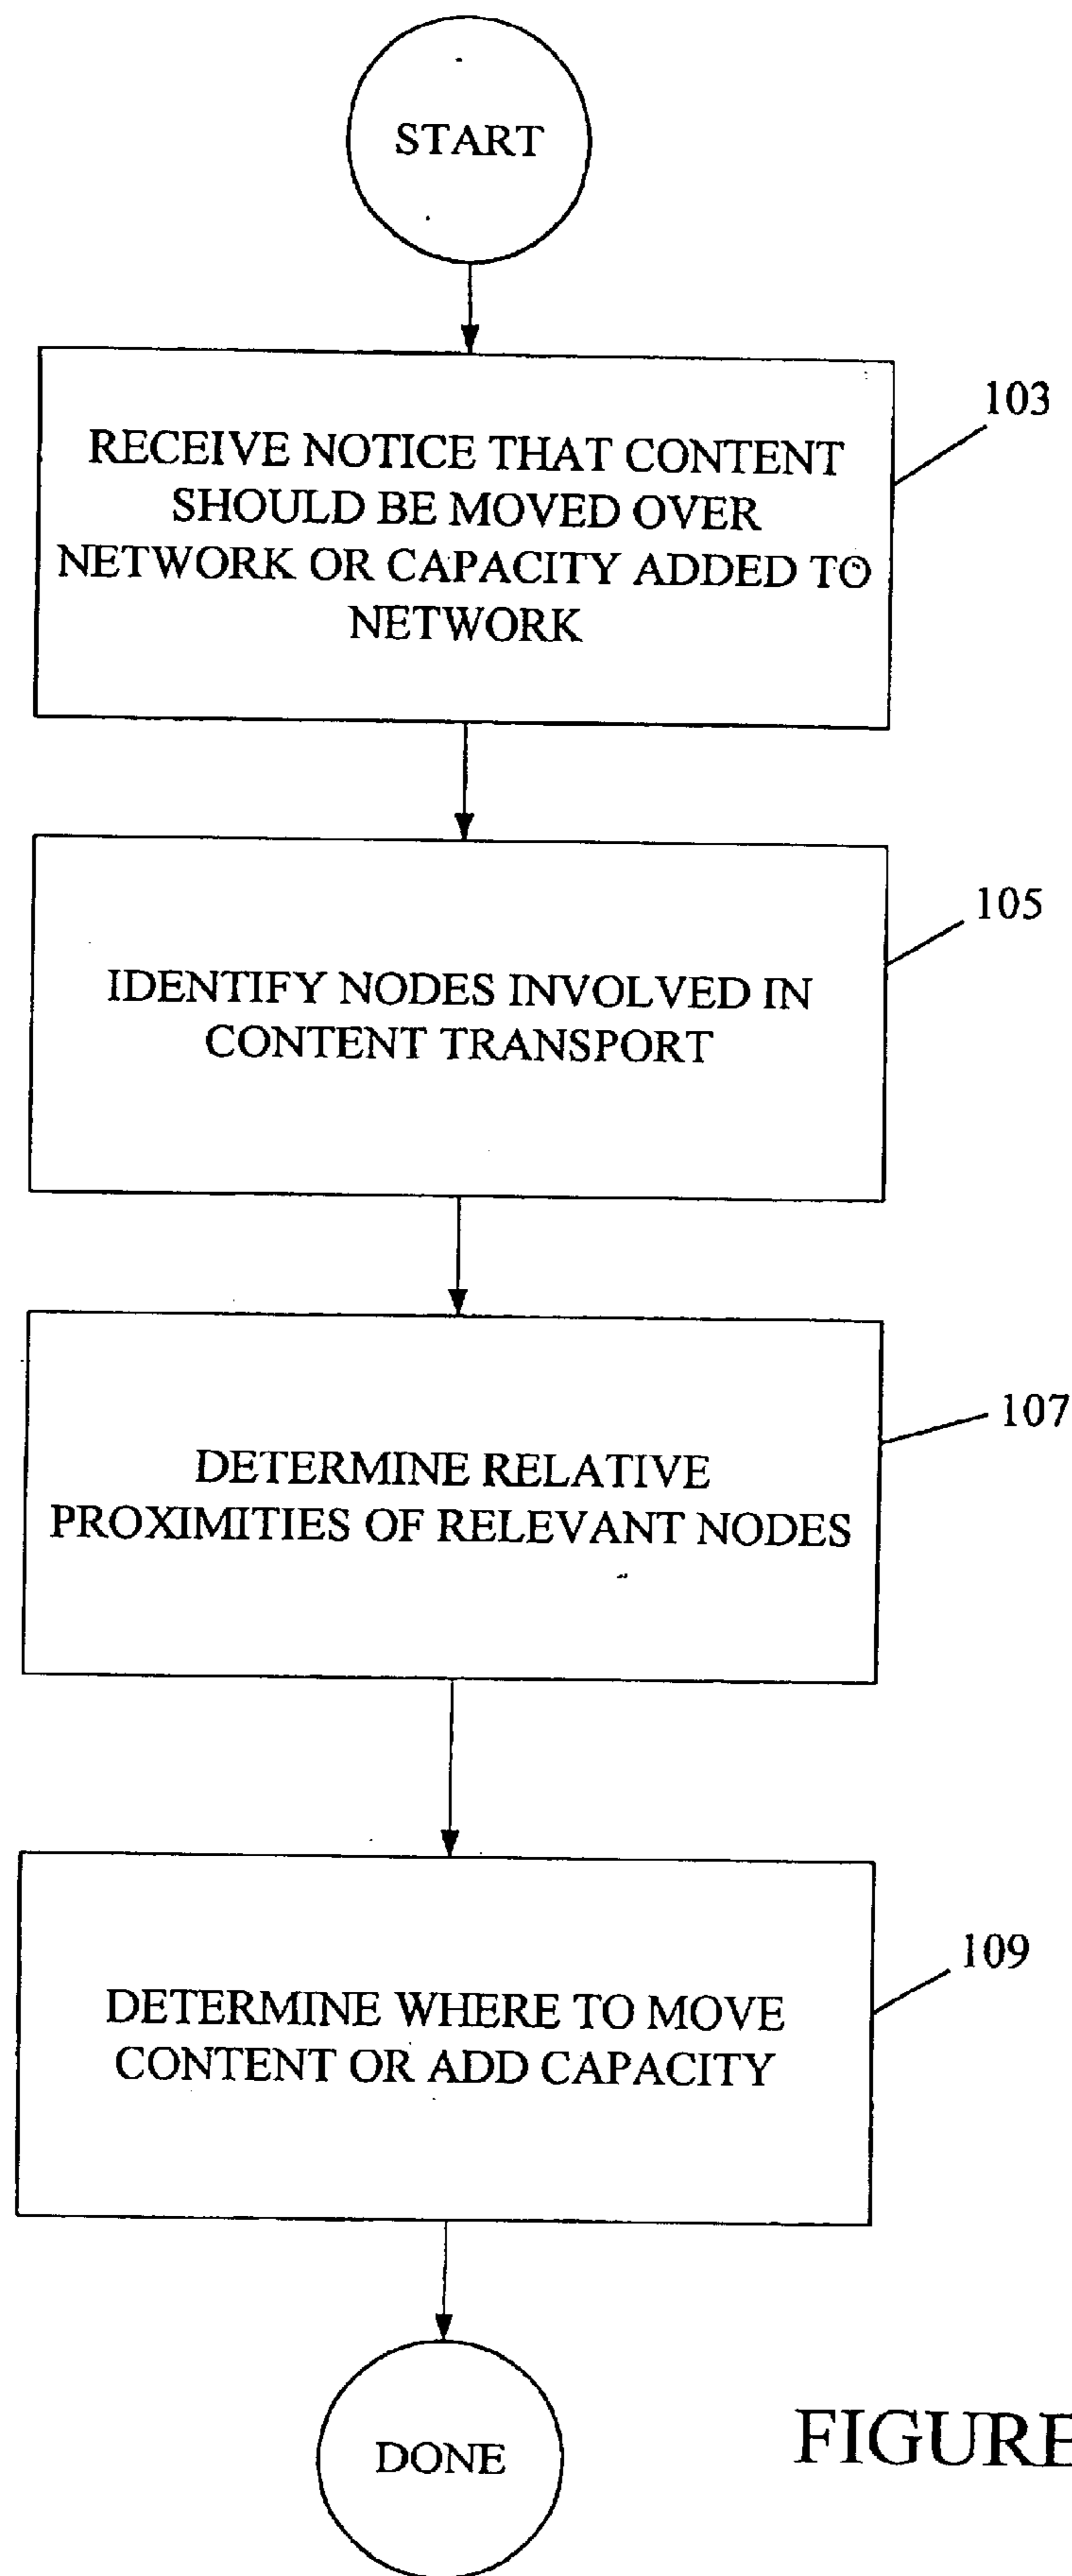 START
RECEIVE NOTICE THAT CONTENT
SHOULD BE MOVED OVER
NETWORK OR CAPACITY ADDED TO
NETWORK
103
IDENTIFY NODES INVOLVED IN
CONTENT TRANSPORT
105
DETERMINE RELATIVE
PROXIMITIES OF RELEVANT NODES
107
DETERMINE WHERE TO MOVE
CONTENT OR ADD CAPACITY
109
DONE
FIGURE